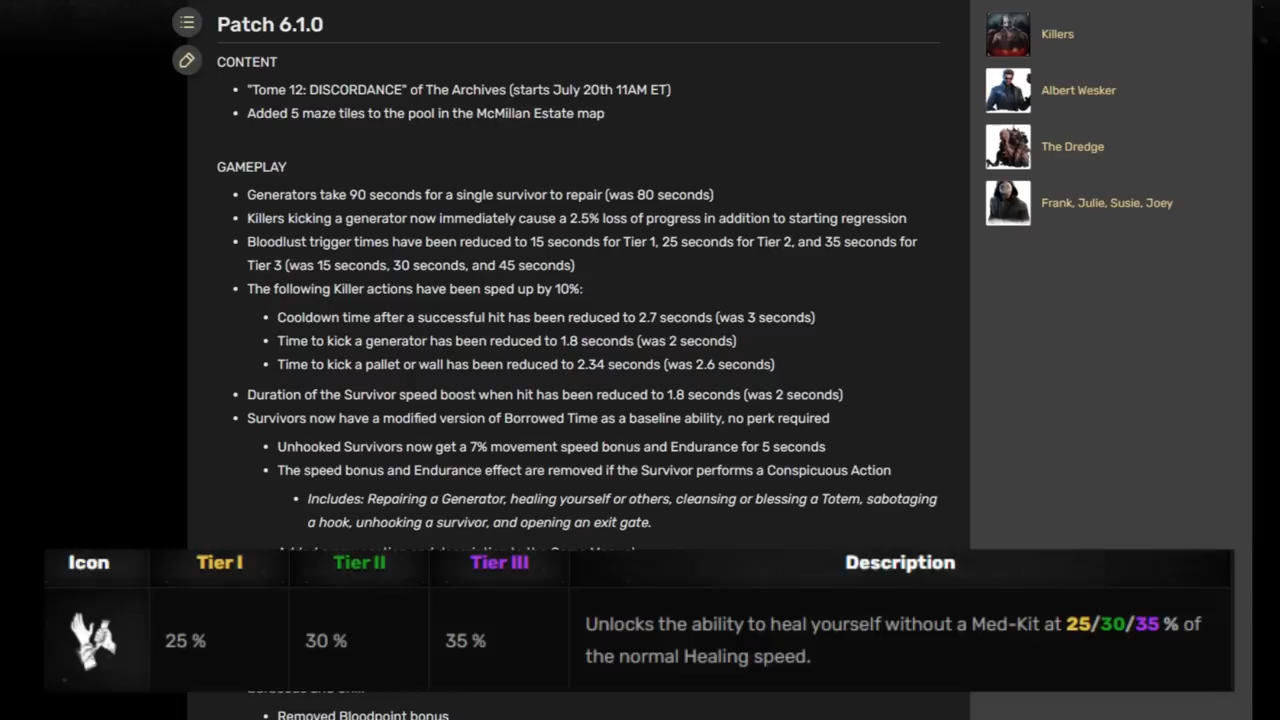 Patch 6.1.0
CONTENT
"Tome 12: DISCORDANCE" of The Archives (starts July 20th 11AM ET)
Added 5 maze tiles to the pool in the McMillan Estate map
GAMEPLAY
Generators take 90 seconds for a single survivor to repair (was 80 seconds)
Killers kicking a generator now immediately cause a 2.5% loss of progress in addition to starting regression
Bloodlust trigger times have been reduced to 15 seconds for Tier 1, 25 seconds for Tier 2, and 35 seconds for
Tier 3 (was 15 seconds, 30 seconds, and 45 seconds)
The following Killer actions have been sped up by 10%:
Cooldown time after a successful hit has been reduced to 2.7 seconds (was 3 seconds)
Time to kick a generator has been reduced to 1.8 seconds (was 2 seconds)
Time to kick a pallet or wall has been reduced to 2.34 seconds (was 2.6 seconds)
Duration of the Survivor speed boost when hit has been reduced to 1.8 seconds (was 2 seconds)
Survivors now have a modified version of Borrowed Time as a baseline ability, no perk required
Unhooked Survivors now get a 7% movement speed bonus and Endurance for 5 seconds
The speed bonus and Endurance effect are removed if the Survivor performs a Conspicuous Action
Includes: Repairing a Generator, healing yourself or others, cleansing or blessing a Totem, sabotaging
a hook, unhooking a survivor, and opening an exit gate.
Icon Tier I Tier II Tier III Description
25 % 30 % 35 % Unlocks the ability to heal yourself without a Med-Kit at 25/30/35 % of
the normal Healing speed.
Removed Bloodpoint bonus
Killers
Albert Wesker
The Dredge
Frank, Julie, Susie, Joey